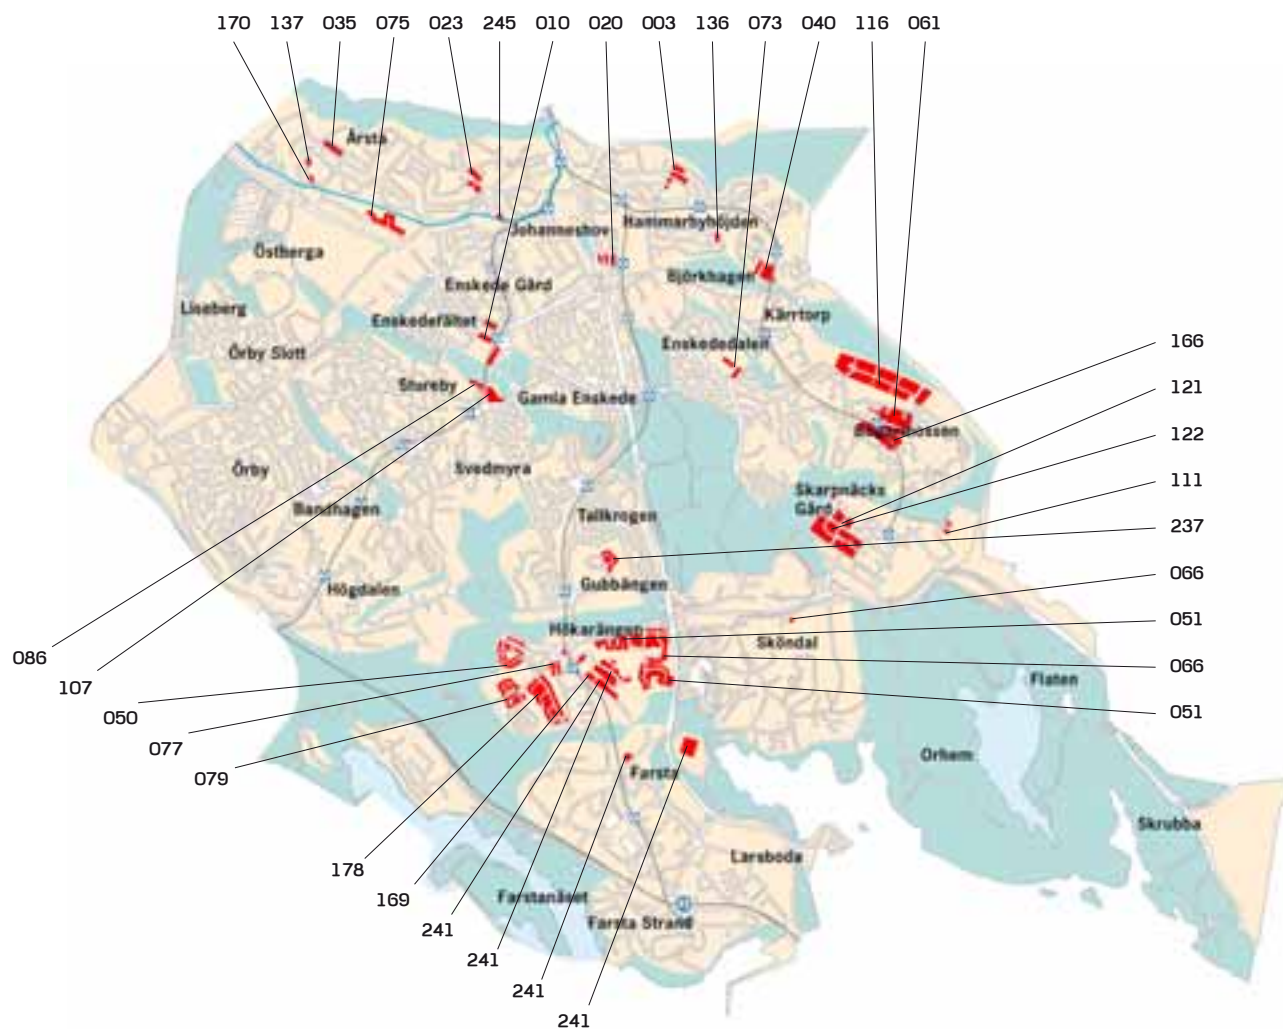 170 137 035 075 023 245 010 020 003 136 073 040 116 061
Årsta
Hammarbyhöjden
Johanneshov
Östberga
Björkhagen
Enskede Gård
Liseberg
Kärrtorp
Enskedefältet
Enskededalen
166
Örby Slott
Stureby
121
Gamla Enskede
122
Örby
Svedmyra
111
Skarpnäcks
Gård
Bandhagen
Tallkrogen
237
066
Gubbängen
Högdalen
051
Hökarängen
Sköndal
086
066
107
Flaten
050
051
077
079
Orhem
Farsta
Skrubba
178
Larsboda
169
Farstanäset
241
Farsta Strand
241
241
241